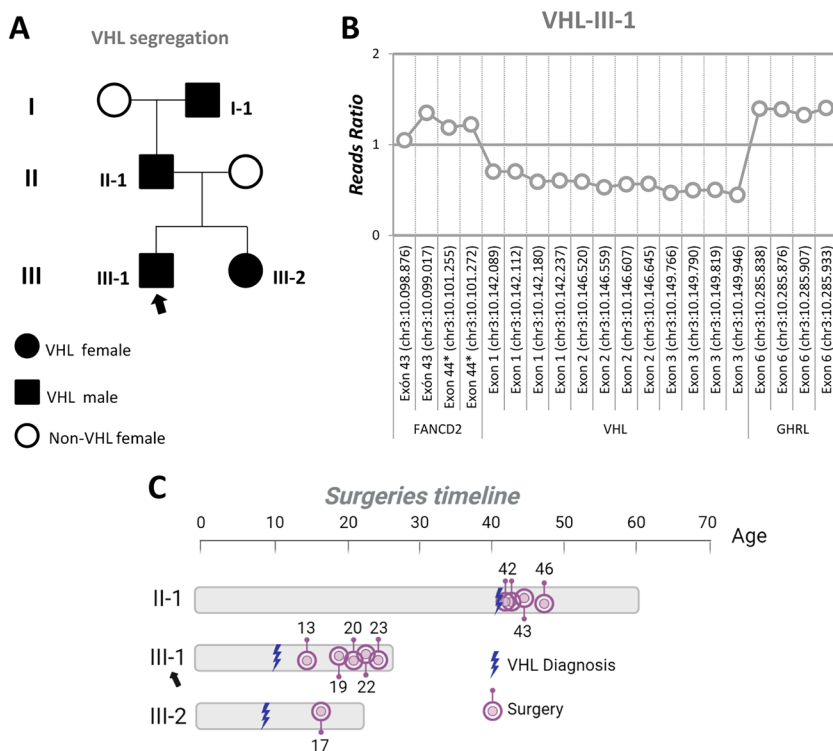 A
VHL segregation
I
I-1
II
II-1
III
III-1
III-2
VHL female
VHL male
Non-VHL female
B
VHL-III-1
Reads Ratio
2
1
0
Exón 43 (chr3:10.098.876)
Exón 43 (chr3:10.099.017)
Exon 44* (chr3:10.101.255)
Exon 44* (chr3:10.101.272)
Exon 1 (chr3:10.142.089)
Exon 1 (chr3:10.142.112)
Exon 1 (chr3:10.142.180)
Exon 1 (chr3:10.142.237)
Exon 2 (chr3:10.146.520)
Exon 2 (chr3:10.146.559)
Exon 2 (chr3:10.146.607)
Exon 2 (chr3:10.146.645)
Exon 3 (chr3:10.149.766)
Exon 3 (chr3:10.149.790)
Exon 3 (chr3:10.149.819)
Exon 3 (chr3:10.149.946)
Exon 6 (chr3:10.285.838)
Exon 6 (chr3:10.285.876)
Exon 6 (chr3:10.285.907)
Exon 6 (chr3:10.285.933)
FANCD2 VHL GHRL
C
Surgeries timeline
0 10 20 30 40 50 60 70 Age
42 46
II-1
43
13 20 23
III-1
19 22
VHL Diagnosis
III-2
Surgery
17